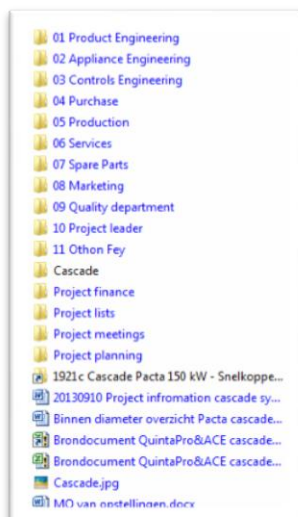 01 Product Engineering
02 Appliance Engineering
03 Controls Engineering
04 Purchase
05 Production
06 Services
07 Spare Parts
08 Marketing
09 Quality department
10 Project leader
11 Othon Fey
Cascade
Project finance
Project lists
Project meetings
Project planning
1921c Cascade Pacta 150 kW - Snelkoppe...
20130910 Project infromation cascade sy...
Binnen diameter overzicht Pacta cascade...
Brondocument QuintaPro&ACE cascade...
Brondocument QuintaPro&ACE cascade...
Cascade.jpg
MO van opstellingen.docx